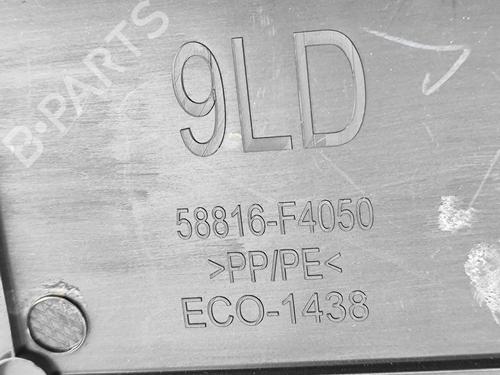 B-PARTS
9LD
58816-F4050
>PP/PE<
ECO-1438